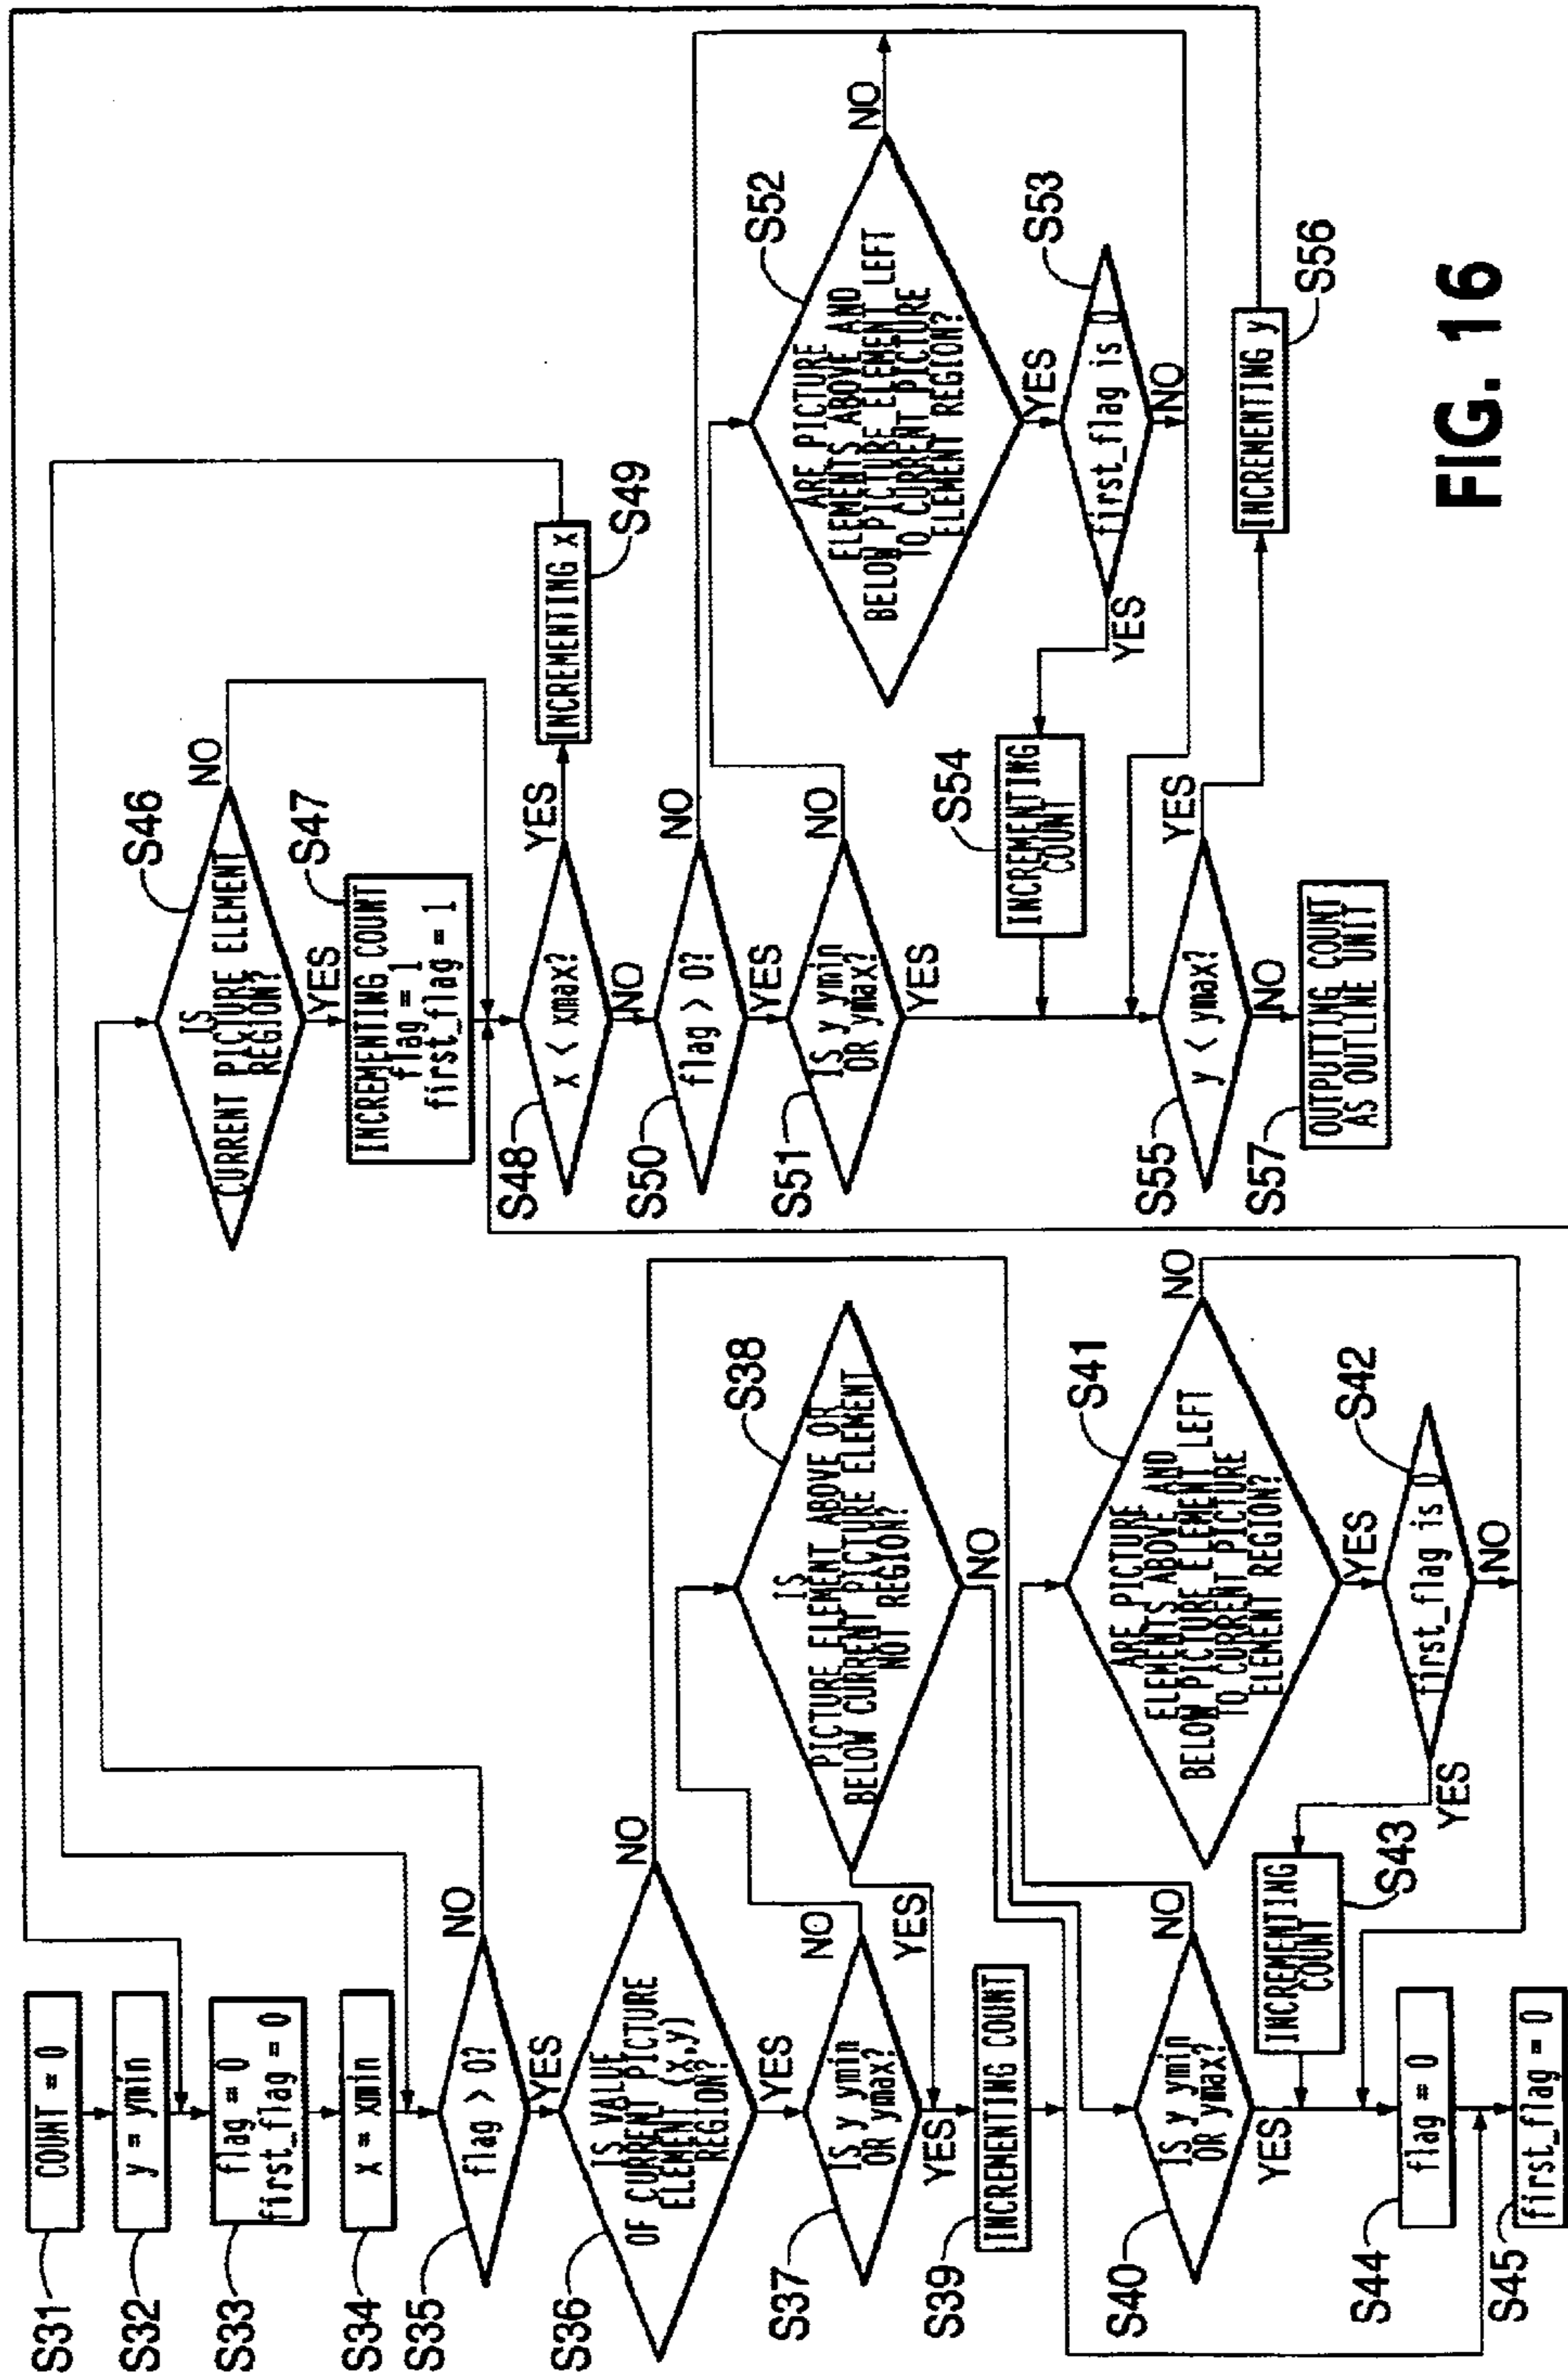 S31
COUNT = 0
S32
y = ymin
S33
flag = 0
first_flag = 0
S34
x = xmin
S35
flag > 0?
NO
YES
S36
IS VALUE
OF CURRENT PICTURE
ELEMENT (x,y)
REGION?
NO
YES
S37
IS y ymin
OR ymax?
NO
YES
S38
IS
PICTURE ELEMENT ABOVE OR
BELOW CURRENT PICTURE ELEMENT
NOT REGION?
YES
NO
S39
INCREMENTING COUNT
S40
IS y ymin
OR ymax?
NO
YES
S41
ARE PICTURE
ELEMENTS ABOVE AND
BELOW PICTURE ELEMENT LEFT
TO CURRENT PICTURE
ELEMENT REGION?
NO
YES
S42
first_flag is 0
YES
NO
S43
INCREMENTING
COUNT
S44
flag = 0
S45
first_flag = 0
S46
IS
CURRENT PICTURE ELEMENT
REGION?
NO
YES
S47
INCREMENTING COUNT
flag = 1
first_flag = 1
S48
x < xmax?
YES
NO
S49
INCREMENTING x
S50
flag > 0?
NO
YES
S51
IS y ymin
OR ymax?
NO
YES
S52
ARE PICTURE
ELEMENTS ABOVE AND
BELOW PICTURE ELEMENT LEFT
TO CURRENT PICTURE
ELEMENT REGION?
NO
YES
S53
first_flag is 0
YES
NO
S54
INCREMENTING
COUNT
S55
y < ymax?
YES
NO
S56
INCREMENTING y
S57
OUTPUTTING COUNT
AS OUTLINE UNIT
FIG. 16